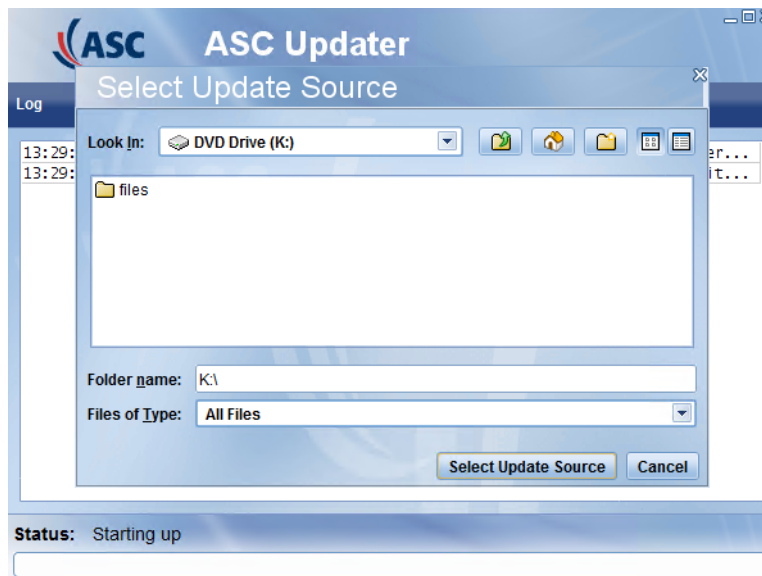 ASC ASC Updater
Select Update Source
Log
Look In: DVD Drive (K:)
13:29: er...
13:29: it...
files
Folder name: K:\
Files of Type: All Files
Select Update Source Cancel
Status: Starting up